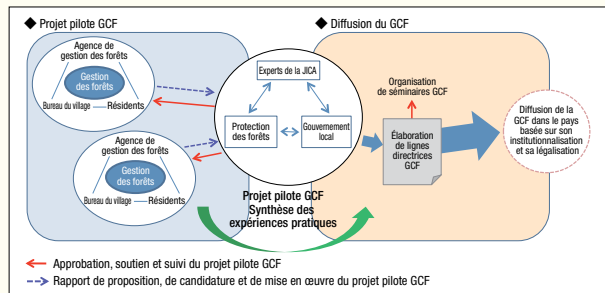 ◆ Projet pilote GCF
◆ Diffusion du GCF
Agence de
gestion des forêts
Gestion
des forêts
Bureau du village
Résidents
Agence de
gestion des forêts
Gestion
des forêts
Bureau du village
Résidents
Experts de la JICA
Protection
des forêts
Gouvernement
local
Projet pilote GCF
Synthèse des
expériences pratiques
Organisation
de séminaires GCF
Élaboration
de lignes
directrices
GCF
Diffusion de la
GCF dans le pays
basée sur son
institutionnalisation
et sa légalisation
Approbation, soutien et suivi du projet pilote GCF
Rapport de proposition, de candidature et de mise en œuvre du projet pilote GCF